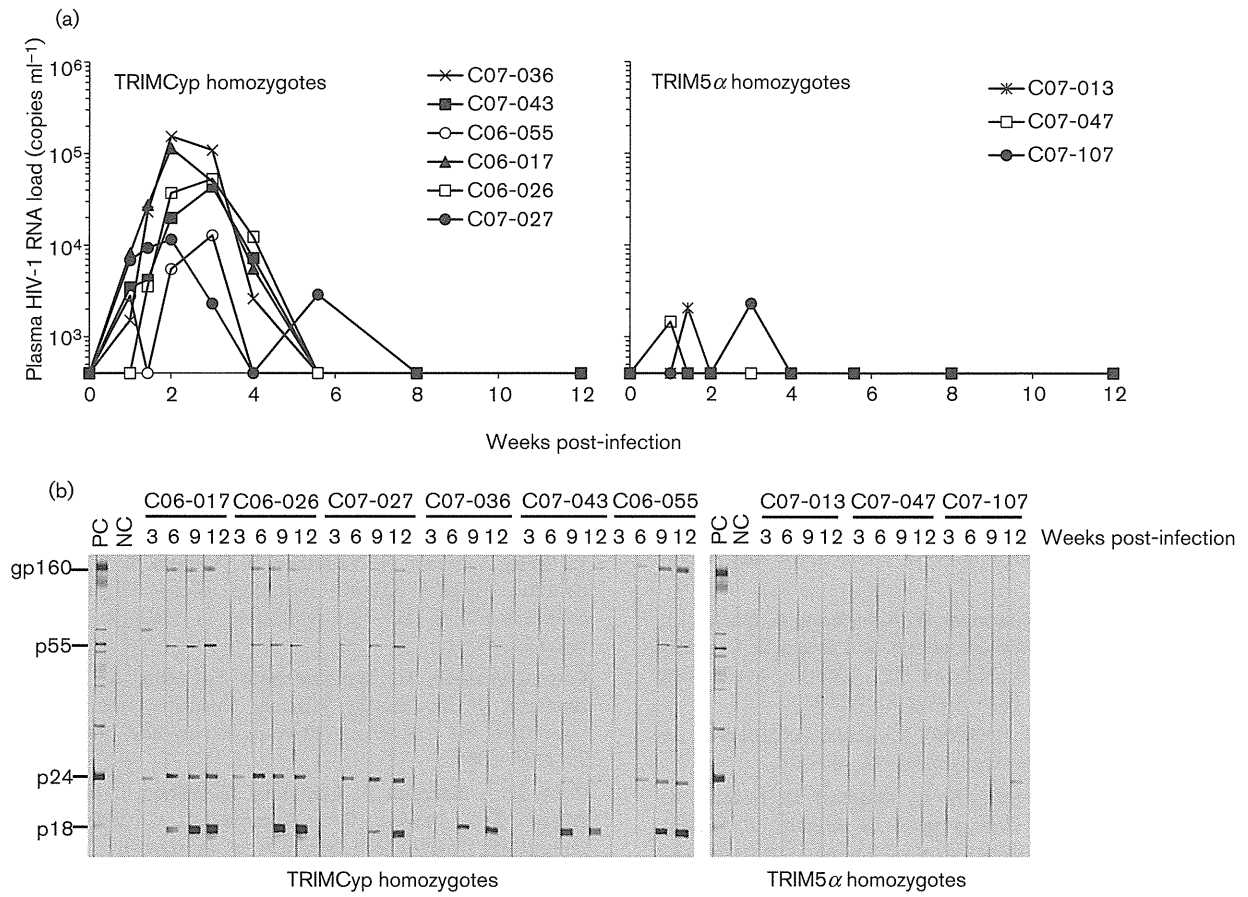 (a)
Plasma HIV-1 RNA load (copies ml⁻¹)
10⁶
10⁵
10⁴
10³
TRIMCyp homozygotes
C07-036
C07-043
C06-055
C06-017
C06-026
C07-027
0 2 4 6 8 10 12
TRIM5α homozygotes
C07-013
C07-047
C07-107
0 2 4 6 8 10 12
Weeks post-infection
(b)
C06-017 C06-026 C07-027 C07-036 C07-043 C06-055
PC NC 3 6 9 12 3 6 9 12 3 6 9 12 3 6 9 12 3 6 9 12 3 6 9 12
C07-013 C07-047 C07-107
PC NC 3 6 9 12 3 6 9 12 3 6 9 12 Weeks post-infection
gp160
p55
p24
p18
TRIMCyp homozygotes
TRIM5α homozygotes